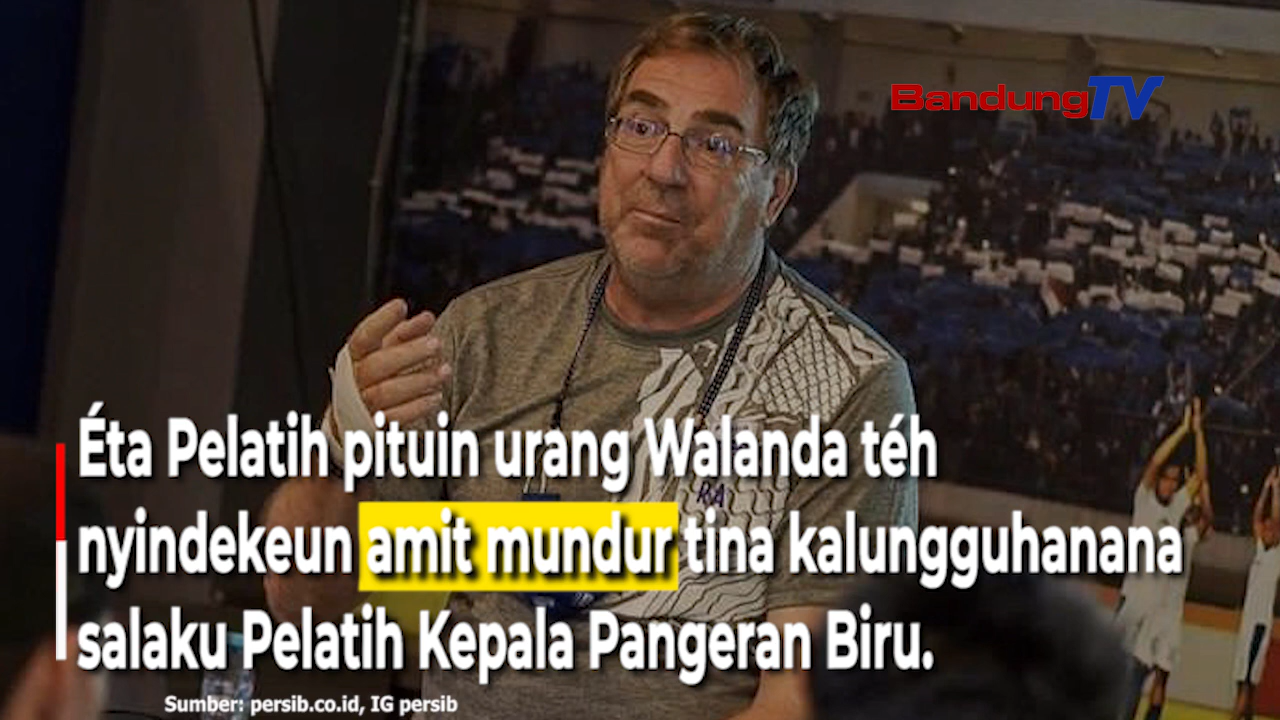 BandungTV
RA
Éta Pelatih pituin urang Walanda téh
nyindekeun amit mundur tina kalungguhanana
salaku Pelatih Kepala Pangeran Biru.
Sumber: persib.co.id, IG persib